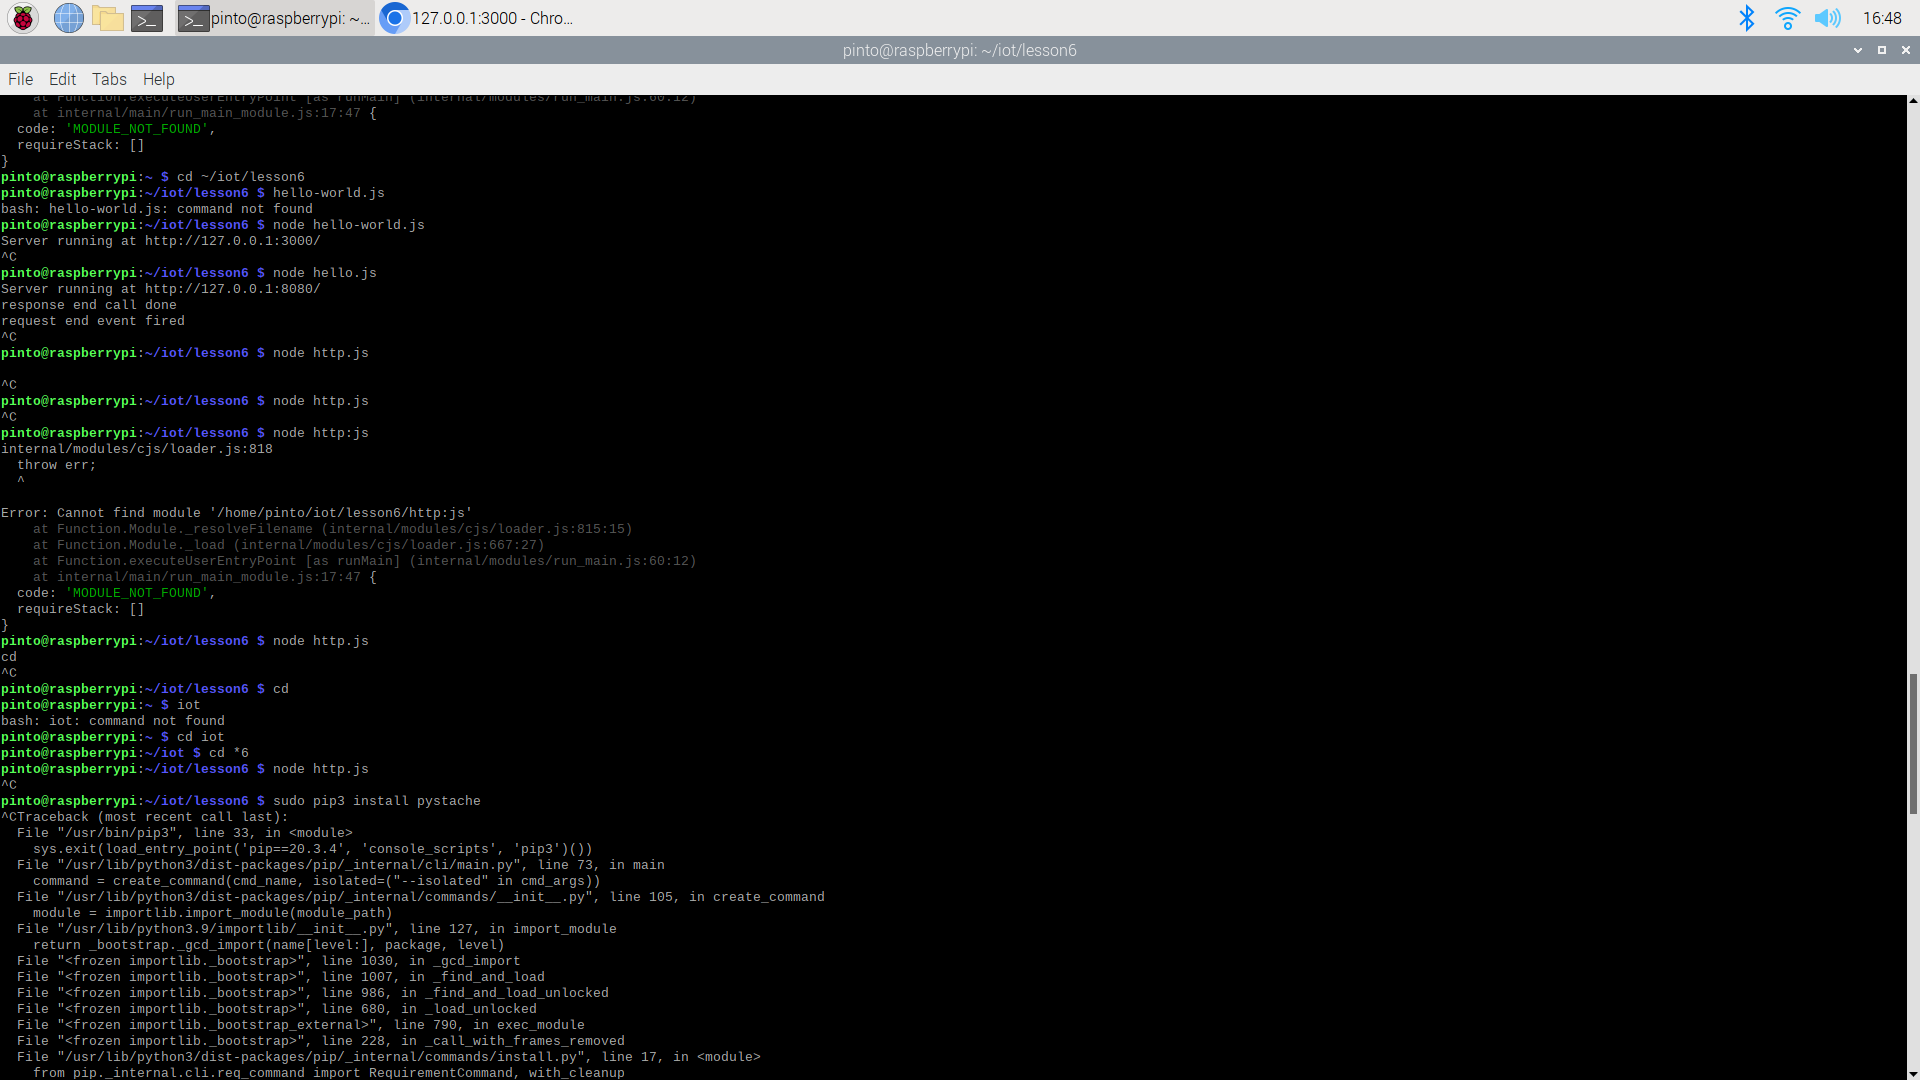 pinto@raspberrypi: ~...
127.0.0.1:3000 - Chro...
16:48
pinto@raspberrypi: ~/iot/lesson6
File Edit Tabs Help
    at Function.executeUserEntryPoint [as runMain] (internal/modules/run_main.js:60:12)
    at internal/main/run_main_module.js:17:47 {
  code: 'MODULE_NOT_FOUND',
  requireStack: []
}
pinto@raspberrypi:~ $ cd ~/iot/lesson6
pinto@raspberrypi:~/iot/lesson6 $ hello-world.js
bash: hello-world.js: command not found
pinto@raspberrypi:~/iot/lesson6 $ node hello-world.js
Server running at http://127.0.0.1:3000/
^C
pinto@raspberrypi:~/iot/lesson6 $ node hello.js
Server running at http://127.0.0.1:8080/
response end call done
request end event fired
^C
pinto@raspberrypi:~/iot/lesson6 $ node http.js
^C
pinto@raspberrypi:~/iot/lesson6 $ node http.js
^C
pinto@raspberrypi:~/iot/lesson6 $ node http:js
internal/modules/cjs/loader.js:818
  throw err;
  ^
Error: Cannot find module '/home/pinto/iot/lesson6/http:js'
    at Function.Module._resolveFilename (internal/modules/cjs/loader.js:815:15)
    at Function.Module._load (internal/modules/cjs/loader.js:667:27)
    at Function.executeUserEntryPoint [as runMain] (internal/modules/run_main.js:60:12)
    at internal/main/run_main_module.js:17:47 {
  code: 'MODULE_NOT_FOUND',
  requireStack: []
}
pinto@raspberrypi:~/iot/lesson6 $ node http.js
cd
^C
pinto@raspberrypi:~/iot/lesson6 $ cd
pinto@raspberrypi:~ $ iot
bash: iot: command not found
pinto@raspberrypi:~ $ cd iot
pinto@raspberrypi:~/iot $ cd *6
pinto@raspberrypi:~/iot/lesson6 $ node http.js
^C
pinto@raspberrypi:~/iot/lesson6 $ sudo pip3 install pystache
^CTraceback (most recent call last):
  File "/usr/bin/pip3", line 33, in <module>
    sys.exit(load_entry_point('pip==20.3.4', 'console_scripts', 'pip3')())
  File "/usr/lib/python3/dist-packages/pip/_internal/cli/main.py", line 73, in main
    command = create_command(cmd_name, isolated=("--isolated" in cmd_args))
  File "/usr/lib/python3/dist-packages/pip/_internal/commands/__init__.py", line 105, in create_command
    module = importlib.import_module(module_path)
  File "/usr/lib/python3.9/importlib/__init__.py", line 127, in import_module
    return _bootstrap._gcd_import(name[level:], package, level)
  File "<frozen importlib._bootstrap>", line 1030, in _gcd_import
  File "<frozen importlib._bootstrap>", line 1007, in _find_and_load
  File "<frozen importlib._bootstrap>", line 986, in _find_and_load_unlocked
  File "<frozen importlib._bootstrap>", line 680, in _load_unlocked
  File "<frozen importlib._bootstrap_external>", line 790, in exec_module
  File "<frozen importlib._bootstrap>", line 228, in _call_with_frames_removed
  File "/usr/lib/python3/dist-packages/pip/_internal/commands/install.py", line 17, in <module>
    from pip._internal.cli.req_command import RequirementCommand, with_cleanup